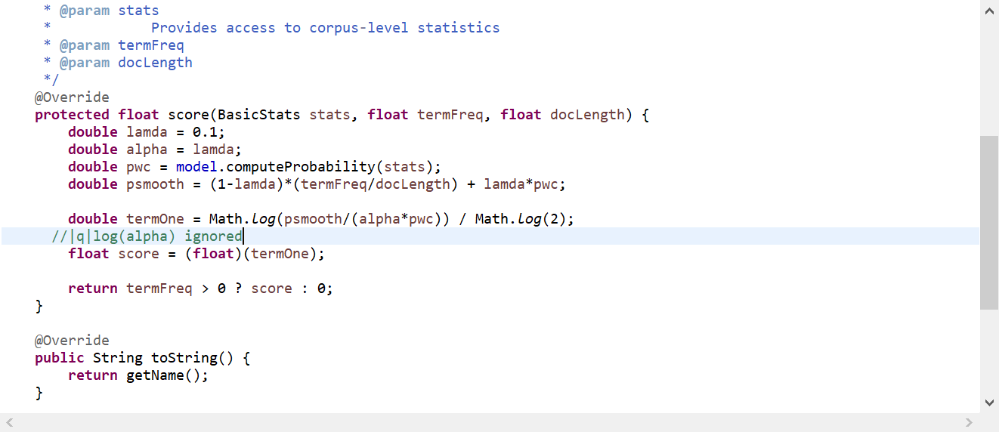 * @param stats
*            Provides access to corpus-level statistics
* @param termFreq
* @param docLength
*/
@Override
protected float score(BasicStats stats, float termFreq, float docLength) {
    double lamda = 0.1;
    double alpha = lamda;
    double pwc = model.computeProbability(stats);
    double psmooth = (1-lamda)*(termFreq/docLength) + lamda*pwc;
    double termOne = Math.log(psmooth/(alpha*pwc)) / Math.log(2);
  //|q|log(alpha) ignored
    float score = (float)(termOne);
    return termFreq > 0 ? score : 0;
}
@Override
public String toString() {
    return getName();
}